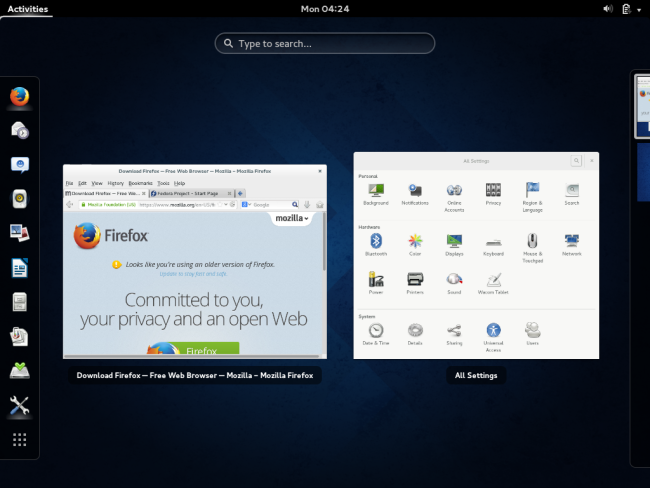 Activities
Mon 04:24
Type to search...
Download Firefox — Free Web Browser — Mozilla - Mozilla Firefox
File Edit View History Bookmarks Tools Help
Download Firefox — Free We...
Fedora Project - Start Page
Mozilla Foundation (US)
https://www.mozilla.org/en-US/fir
Google
mozilla
Firefox
Looks like you're using an older version of Firefox.
Update to stay fast and safe.
Committed to you,
your privacy and an open Web
Firefox
Download Firefox — Free Web Browser — Mozilla - Mozilla Firefox
All Settings
Personal
Background
Notifications
Online
Accounts
Privacy
Region &
Language
Search
Hardware
Bluetooth
Color
Displays
Keyboard
Mouse &
Touchpad
Network
Power
Printers
Sound
Wacom Tablet
System
Date & Time
Details
Sharing
Universal
Access
Users
All Settings